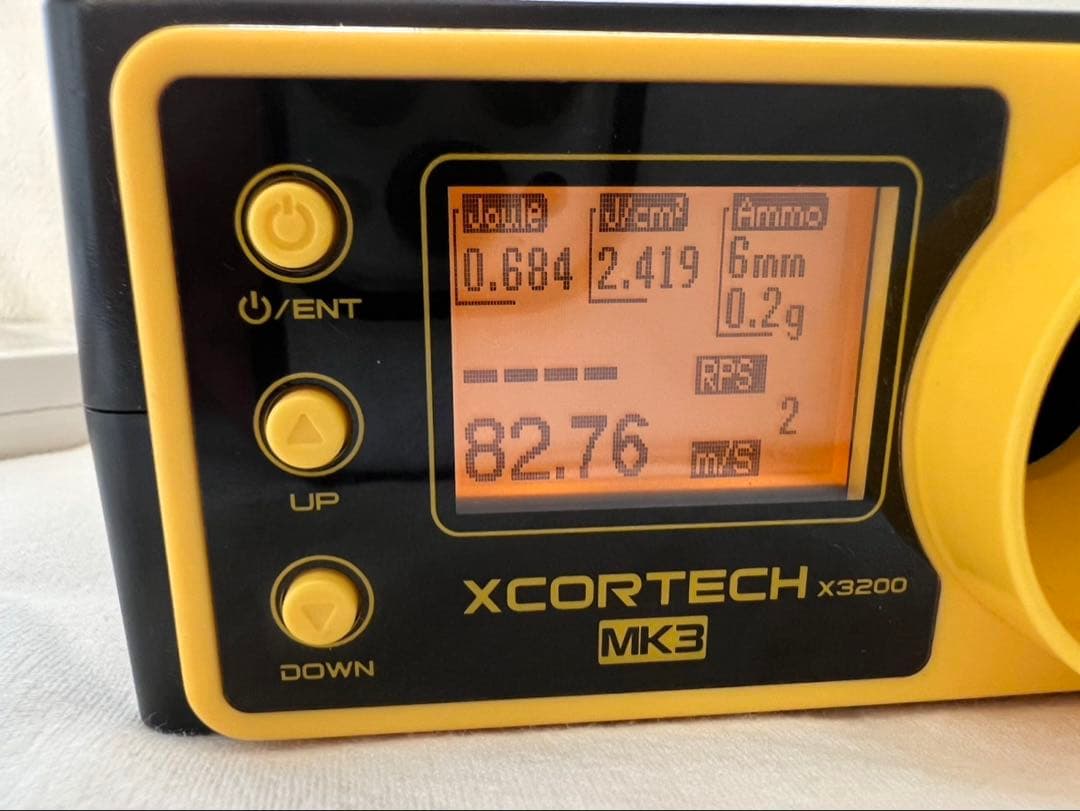 Joule J/cm² Ammo
0.684 2.419 6mm
0.2g
---- RPS
2
82.76 m/s
⏻/ENT
UP
DOWN
XCORTECH X3200
MK3